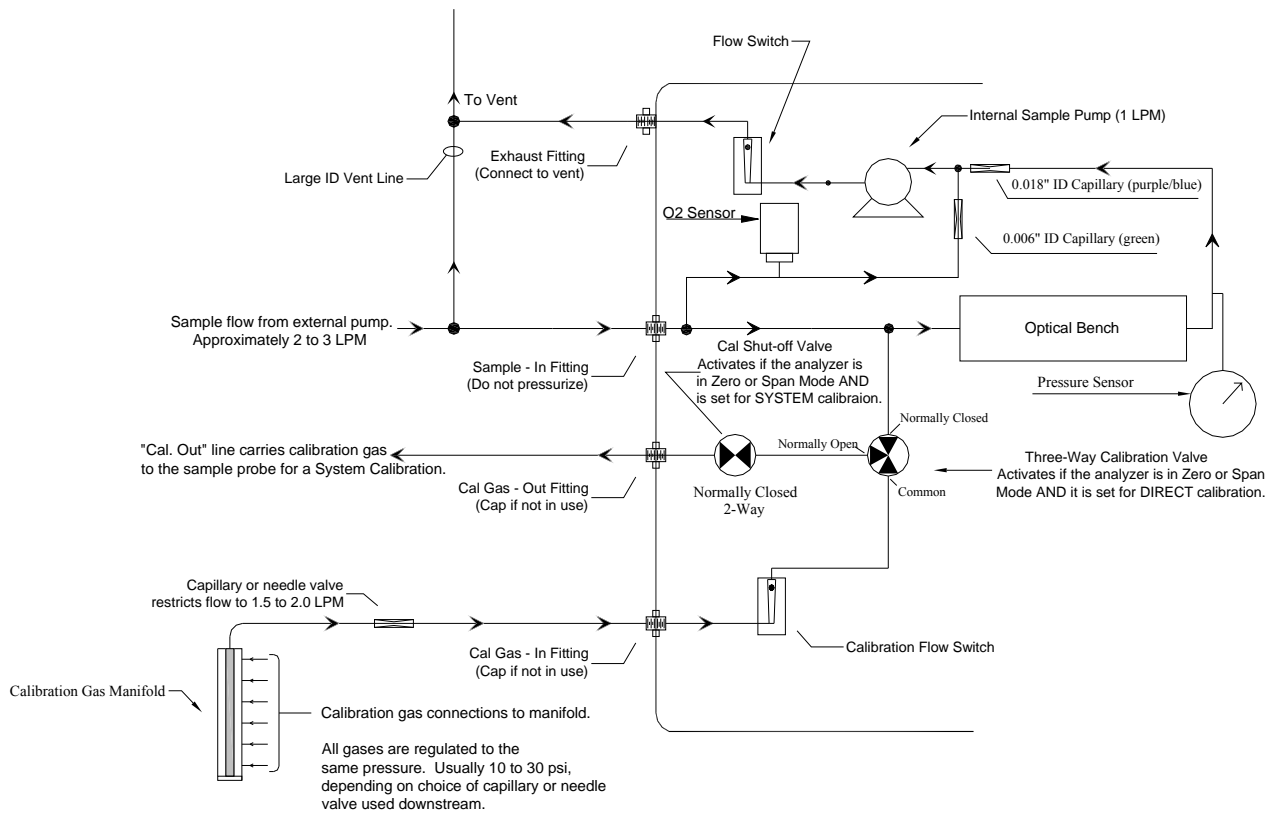 Flow Switch
To Vent
Internal Sample Pump (1 LPM)
Exhaust Fitting
(Connect to vent)
Large ID Vent Line
0.018" ID Capillary (purple/blue)
O2 Sensor
0.006" ID Capillary (green)
Sample flow from external pump.
Approximately 2 to 3 LPM
Optical Bench
Sample - In Fitting
(Do not pressurize)
Cal Shut-off Valve
Activates if the analyzer is
in Zero or Span Mode AND
is set for SYSTEM calibraion.
Pressure Sensor
Normally Closed
Normally Open
"Cal. Out" line carries calibration gas
to the sample probe for a System Calibration.
Three-Way Calibration Valve
Activates if the analyzer is in Zero or Span
Mode AND it is set for DIRECT calibration.
Cal Gas - Out Fitting
(Cap if not in use)
Normally Closed
2-Way
Common
Capillary or needle valve
restricts flow to 1.5 to 2.0 LPM
Cal Gas - In Fitting
(Cap if not in use)
Calibration Flow Switch
Calibration Gas Manifold
Calibration gas connections to manifold.
All gases are regulated to the
same pressure. Usually 10 to 30 psi,
depending on choice of capillary or needle
valve used downstream.